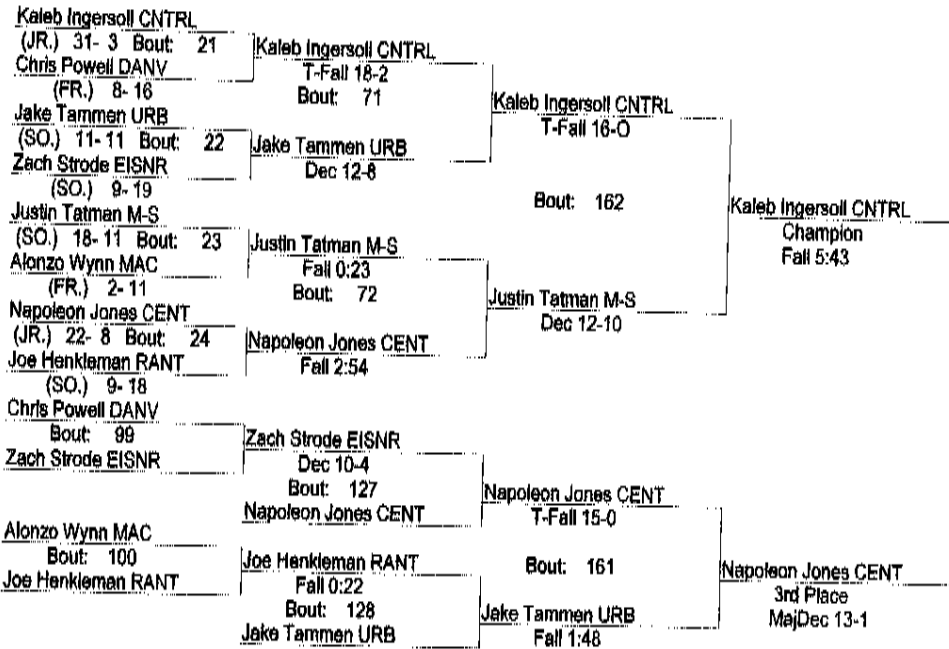 Kaleb Ingersoll CNTRL
(JR.) 31- 3 Bout: 21
Chris Powell DANV
(FR.) 8- 16
Jake Tammen URB
(SO.) 11- 11 Bout: 22
Zach Strode EISNR
(SO.) 9- 19
Justin Tatman M-S
(SO.) 18- 11 Bout: 23
Alonzo Wynn MAC
(FR.) 2- 11
Napoleon Jones CENT
(JR.) 22- 8 Bout: 24
Joe Henkleman RANT
(SO.) 9- 18
Chris Powell DANV
Bout: 99
Zach Strode EISNR
Alonzo Wynn MAC
Bout: 100
Joe Henkleman RANT
Kaleb Ingersoll CNTRL
T-Fall 18-2
Bout: 71
Jake Tammen URB
Dec 12-8
Justin Tatman M-S
Fall 0:23
Bout: 72
Napoleon Jones CENT
Fall 2:54
Zach Strode EISNR
Dec 10-4
Bout: 127
Napoleon Jones CENT
Joe Henkleman RANT
Fall 0:22
Bout: 128
Jake Tammen URB
Kaleb Ingersoll CNTRL
T-Fall 16-0
Bout: 162
Justin Tatman M-S
Dec 12-10
Napoleon Jones CENT
T-Fall 15-0
Bout: 161
Jake Tammen URB
Fall 1:48
Kaleb Ingersoll CNTRL
Champion
Fall 5:43
Napoleon Jones CENT
3rd Place
MajDec 13-1